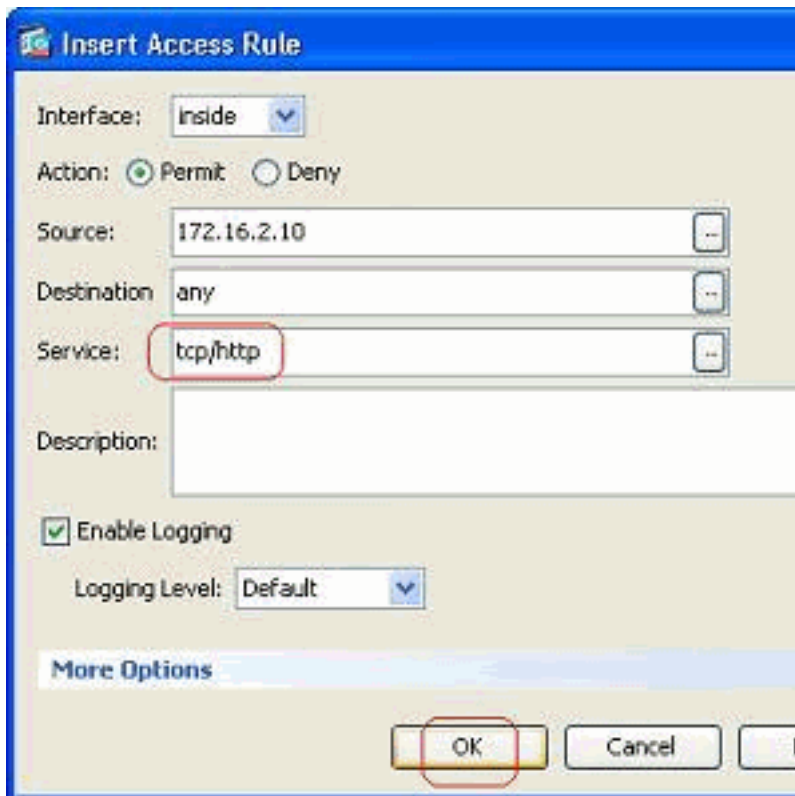 Insert Access Rule
Interface: inside
Action: Permit Deny
Source: 172.16.2.10 ..
Destination any ..
Service: tcp/http ..
Description:
Enable Logging
Logging Level: Default
More Options
OK Cancel